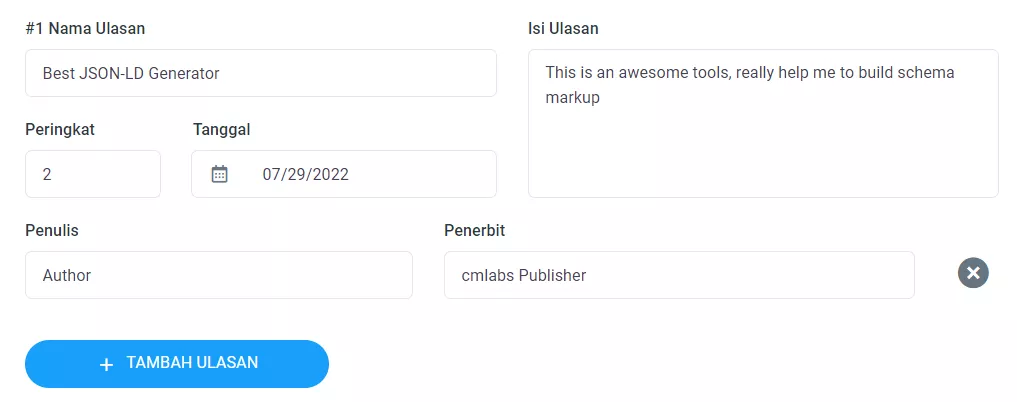 #1 Nama Ulasan
Best JSON-LD Generator
Isi Ulasan
This is an awesome tools, really help me to build schema
markup
Peringkat
2
Tanggal
07/29/2022
Penulis
Author
Penerbit
cmlabs Publisher
+ TAMBAH ULASAN